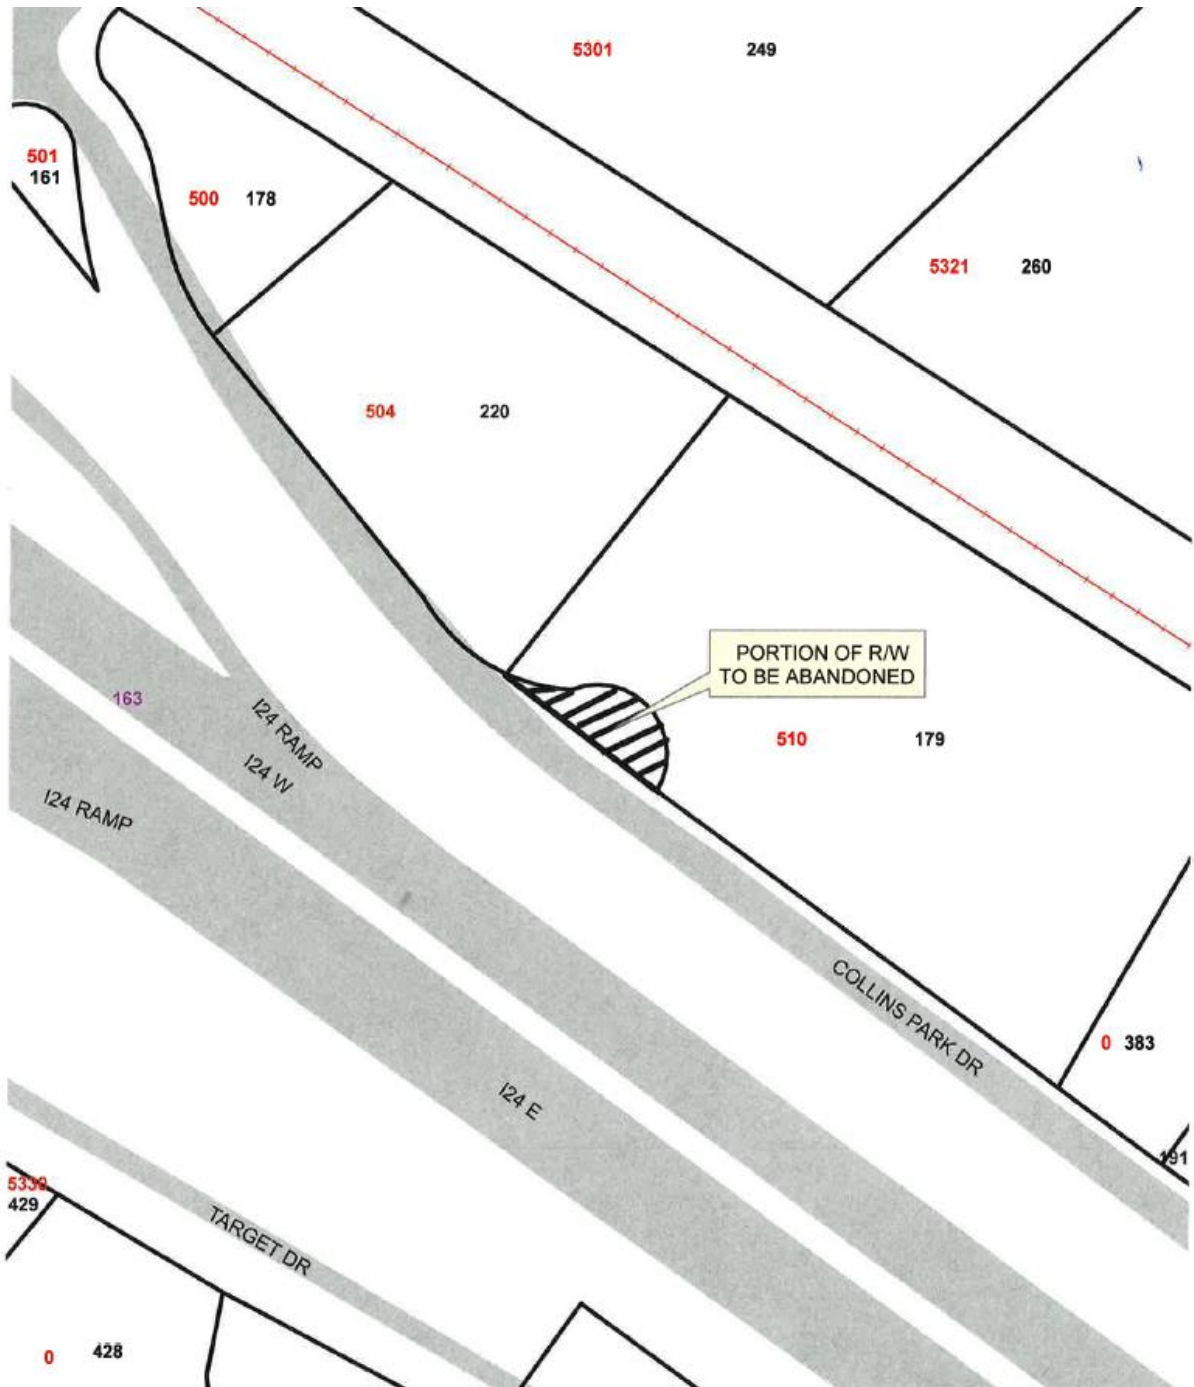 5301 249
501
161
500 178
5321 260
504 220
PORTION OF R/W
TO BE ABANDONED
163
I24 RAMP
I24 W
510 179
I24 RAMP
COLLINS PARK DR
0 383
I24 E
191
5330
429
TARGET DR
0 428